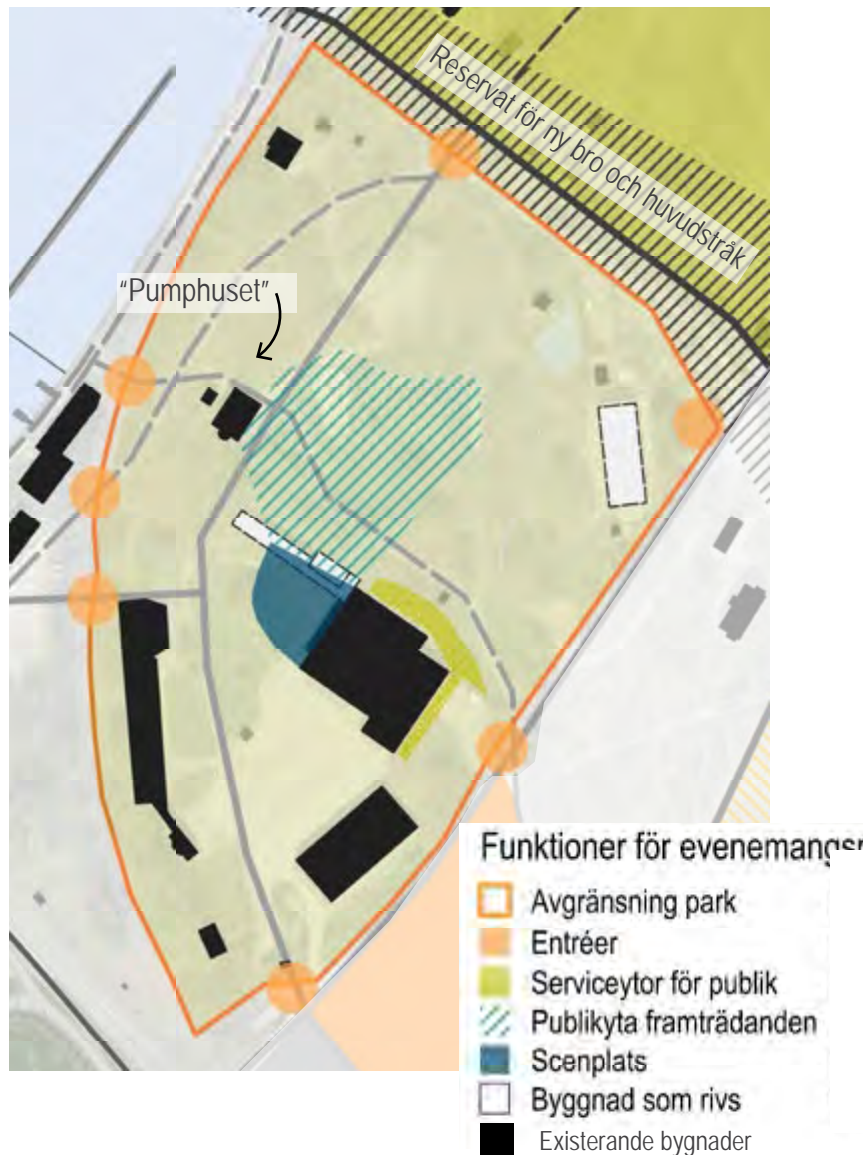 Reservat för ny bro och huvudstråk
“Pumphuset”
Funktioner för evenemangs
Avgränsning park
Entréer
Serviceytor för publik
Publikyta framträdanden
Scenplats
Byggnad som rivs
Existerande bygnader